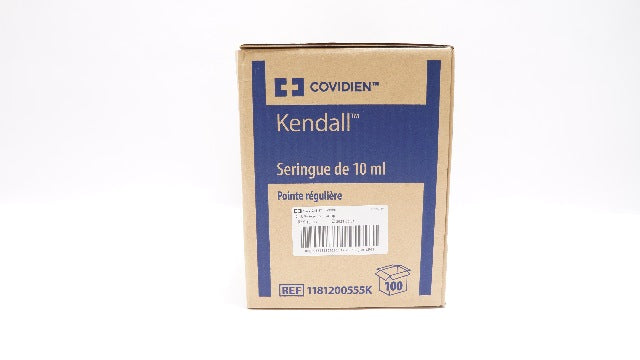 COVIDIEN™
Kendall™
Seringue de 10 ml
Pointe régulière
REF 1181200555K
100